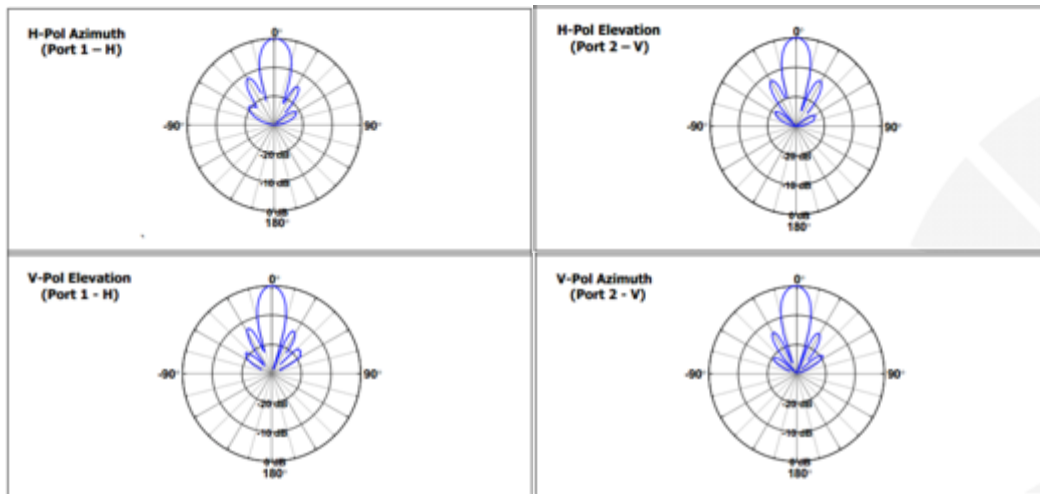 H-Pol Azimuth
(Port 1 – H)
0°
-90°
90°
-20 dB
-10 dB
0 dB
180°
H-Pol Elevation
(Port 2 – V)
0°
-90°
90°
-20 dB
-10 dB
0 dB
180°
V-Pol Elevation
(Port 1 - H)
0°
-90°
90°
-20 dB
-10 dB
0 dB
180°
V-Pol Azimuth
(Port 2 - V)
0°
-90°
90°
-20 dB
-10 dB
0 dB
180°